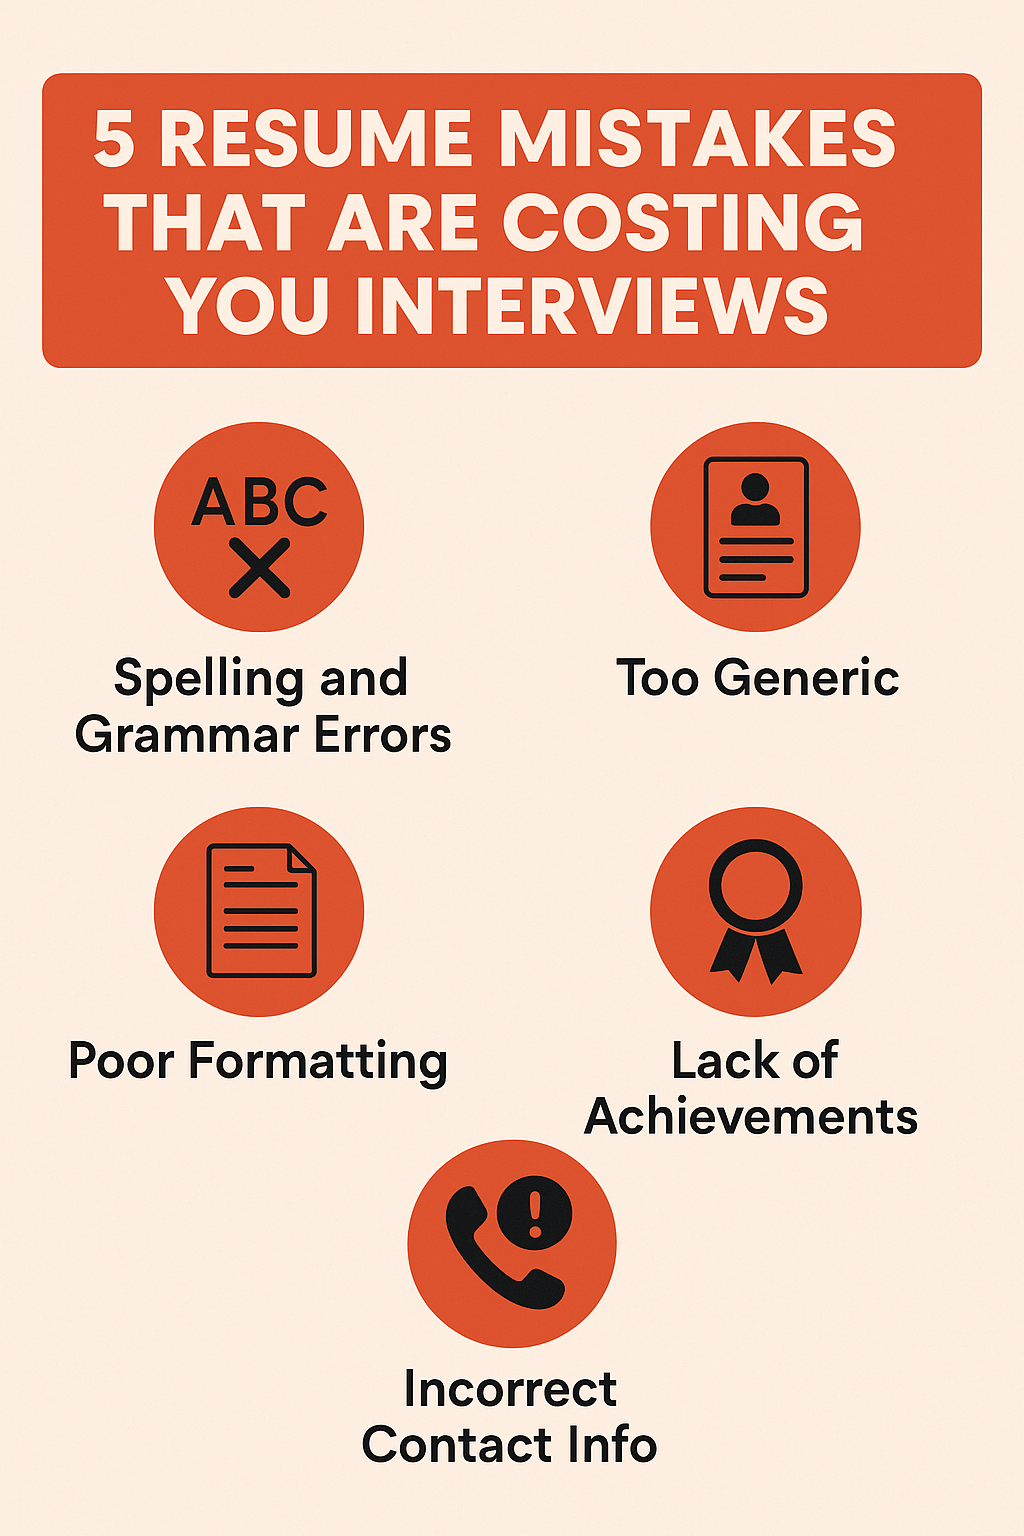 5 RESUME MISTAKES
THAT ARE COSTING
YOU INTERVIEWS
ABC
Spelling and
Grammar Errors
Too Generic
Poor Formatting
Lack of
Achievements
!
Incorrect
Contact Info